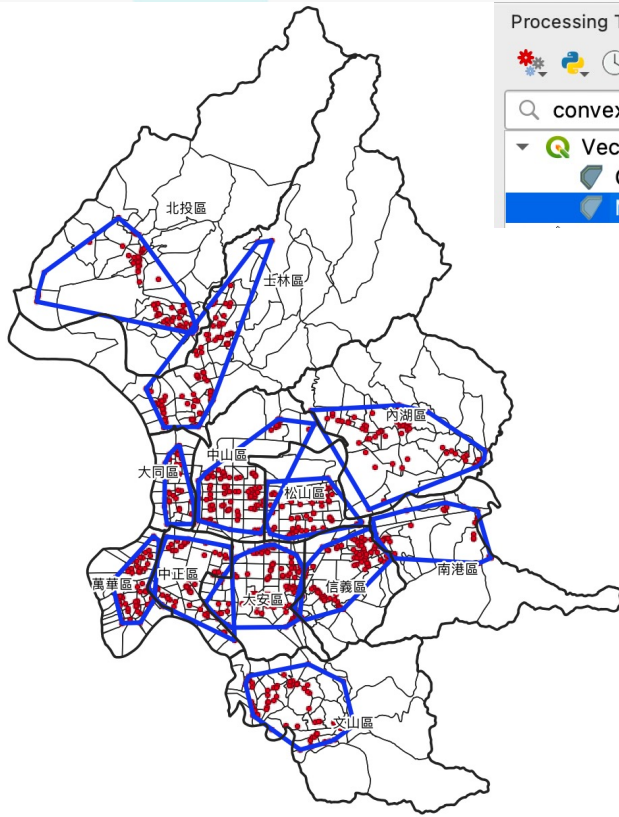 Processing T
convex
Vec
北投區
士林區
內湖區
中山區
大同區
松山區
萬華區
中正區
大安區
信義區
南港區
文山區